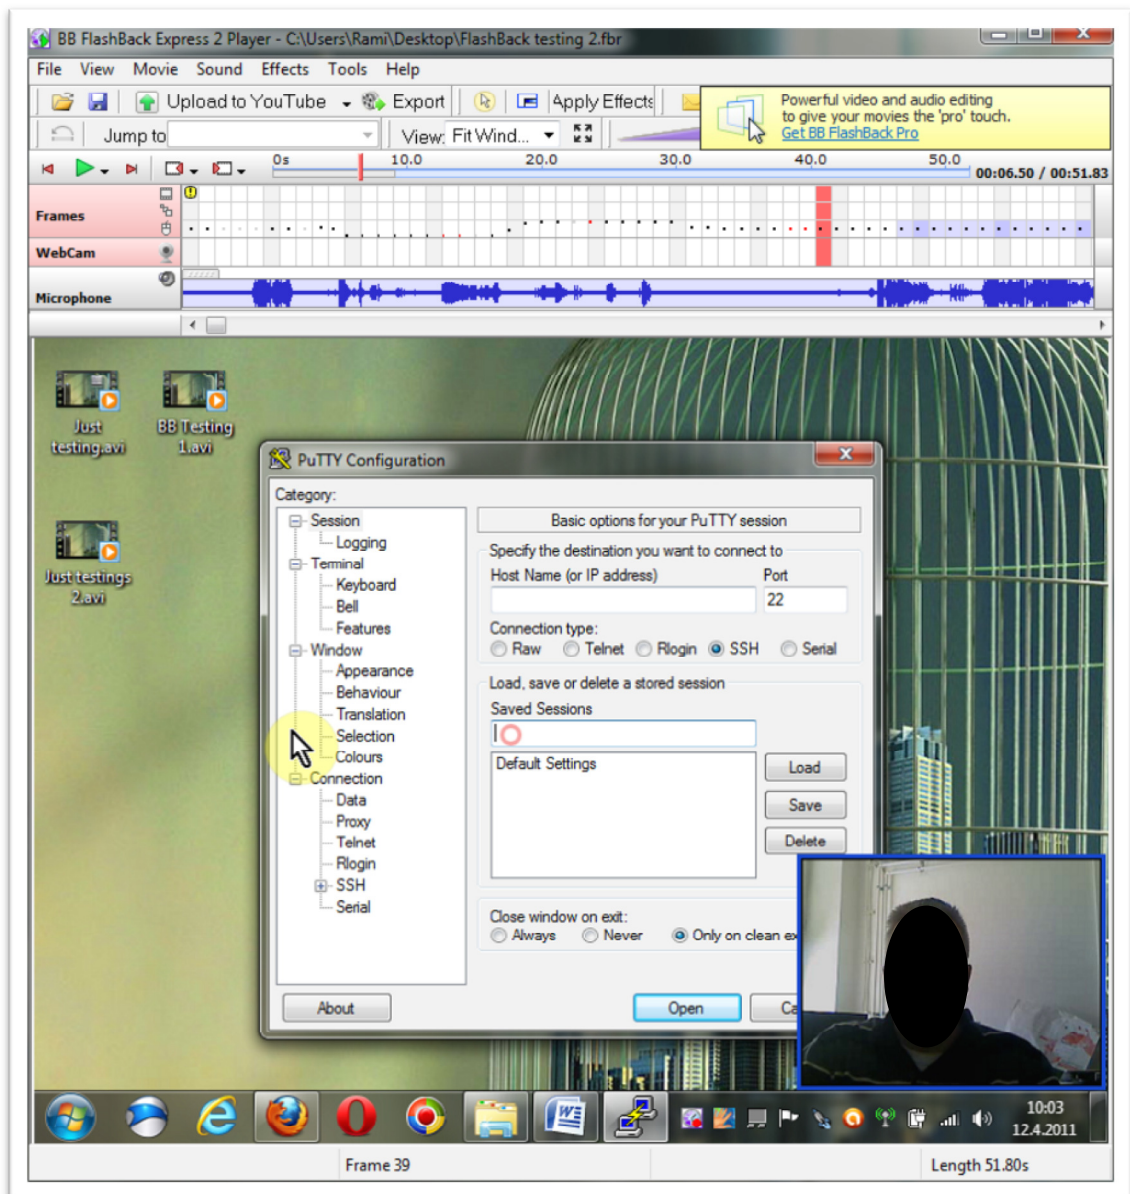 BB FlashBack Express 2 Player - C:\Users\Rami\Desktop\FlashBack testing 2.fbr
File View Movie Sound Effects Tools Help
Upload to YouTube Export Apply Effects
Powerful video and audio editing
to give your movies the 'pro' touch.
Get BB FlashBack Pro
Jump to View: Fit Wind...
0s 10.0 20.0 30.0 40.0 50.0
00:06.50 / 00:51.83
Frames
WebCam
Microphone
Just
testing.avi
BB Testing
1.avi
Just testings
2.avi
PuTTY Configuration
Category:
Session
Logging
Terminal
Keyboard
Bell
Features
Window
Appearance
Behaviour
Translation
Selection
Colours
Connection
Data
Proxy
Telnet
Rlogin
SSH
Serial
Basic options for your PuTTY session
Specify the destination you want to connect to
Host Name (or IP address) Port
22
Connection type:
Raw Telnet Rlogin SSH Serial
Load, save or delete a stored session
Saved Sessions
Default Settings
Load
Save
Delete
Close window on exit:
Always Never Only on clean ex
About Open Ca
10:03
12.4.2011
Frame 39 Length 51.80s